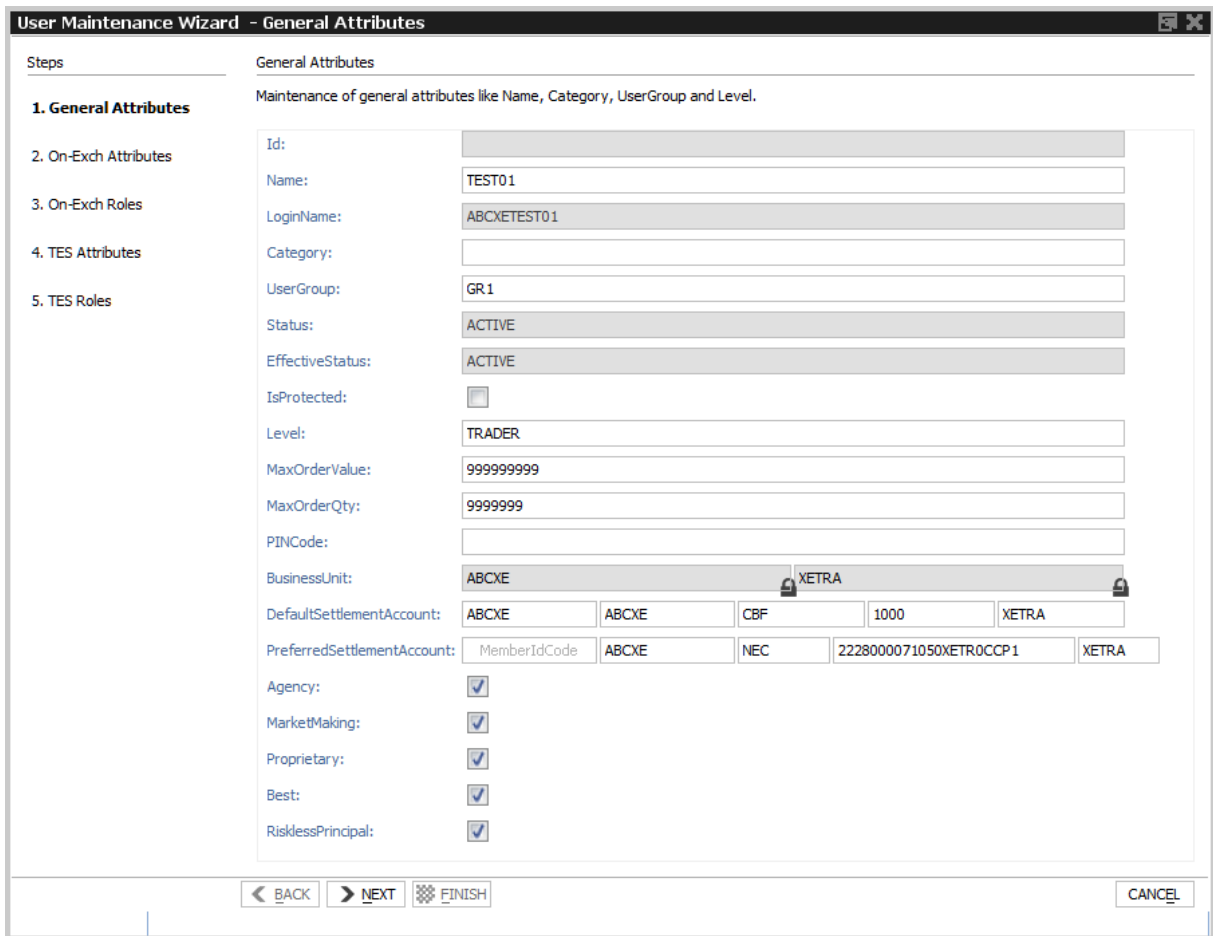 User Maintenance Wizard - General Attributes
Steps
General Attributes
1. General Attributes
Maintenance of general attributes like Name, Category, UserGroup and Level.
2. On-Exch Attributes
3. On-Exch Roles
4. TES Attributes
5. TES Roles
Id:
Name: TEST01
LoginName: ABCXETEST01
Category:
UserGroup: GR1
Status: ACTIVE
EffectiveStatus: ACTIVE
IsProtected:
Level: TRADER
MaxOrderValue: 999999999
MaxOrderQty: 9999999
PINCode:
BusinessUnit: ABCXE XETRA
DefaultSettlementAccount: ABCXE ABCXE CBF 1000 XETRA
PreferredSettlementAccount: MemberIdCode ABCXE NEC 2228000071050XETR0CCP1 XETRA
Agency:
MarketMaking:
Proprietary:
Best:
RisklessPrincipal:
BACK NEXT FINISH CANCEL